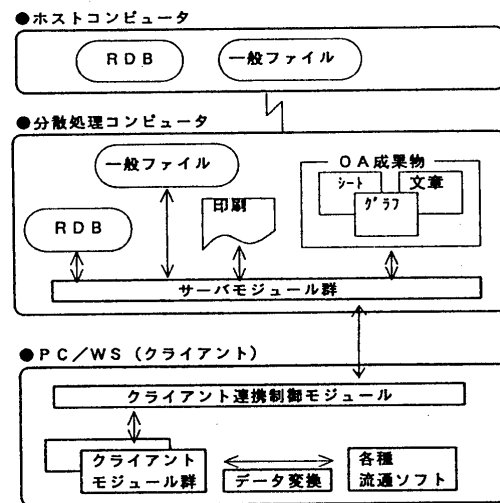 ●ホストコンピュータ
RDB
一般ファイル
●分散処理コンピュータ
一般ファイル
OA成果物
シート
文章
グラフ
印刷
RDB
サーバモジュール群
●PC/WS(クライアント)
クライアント連携制御モジュール
クライアント
モジュール群
データ変換
各種
流通ソフト